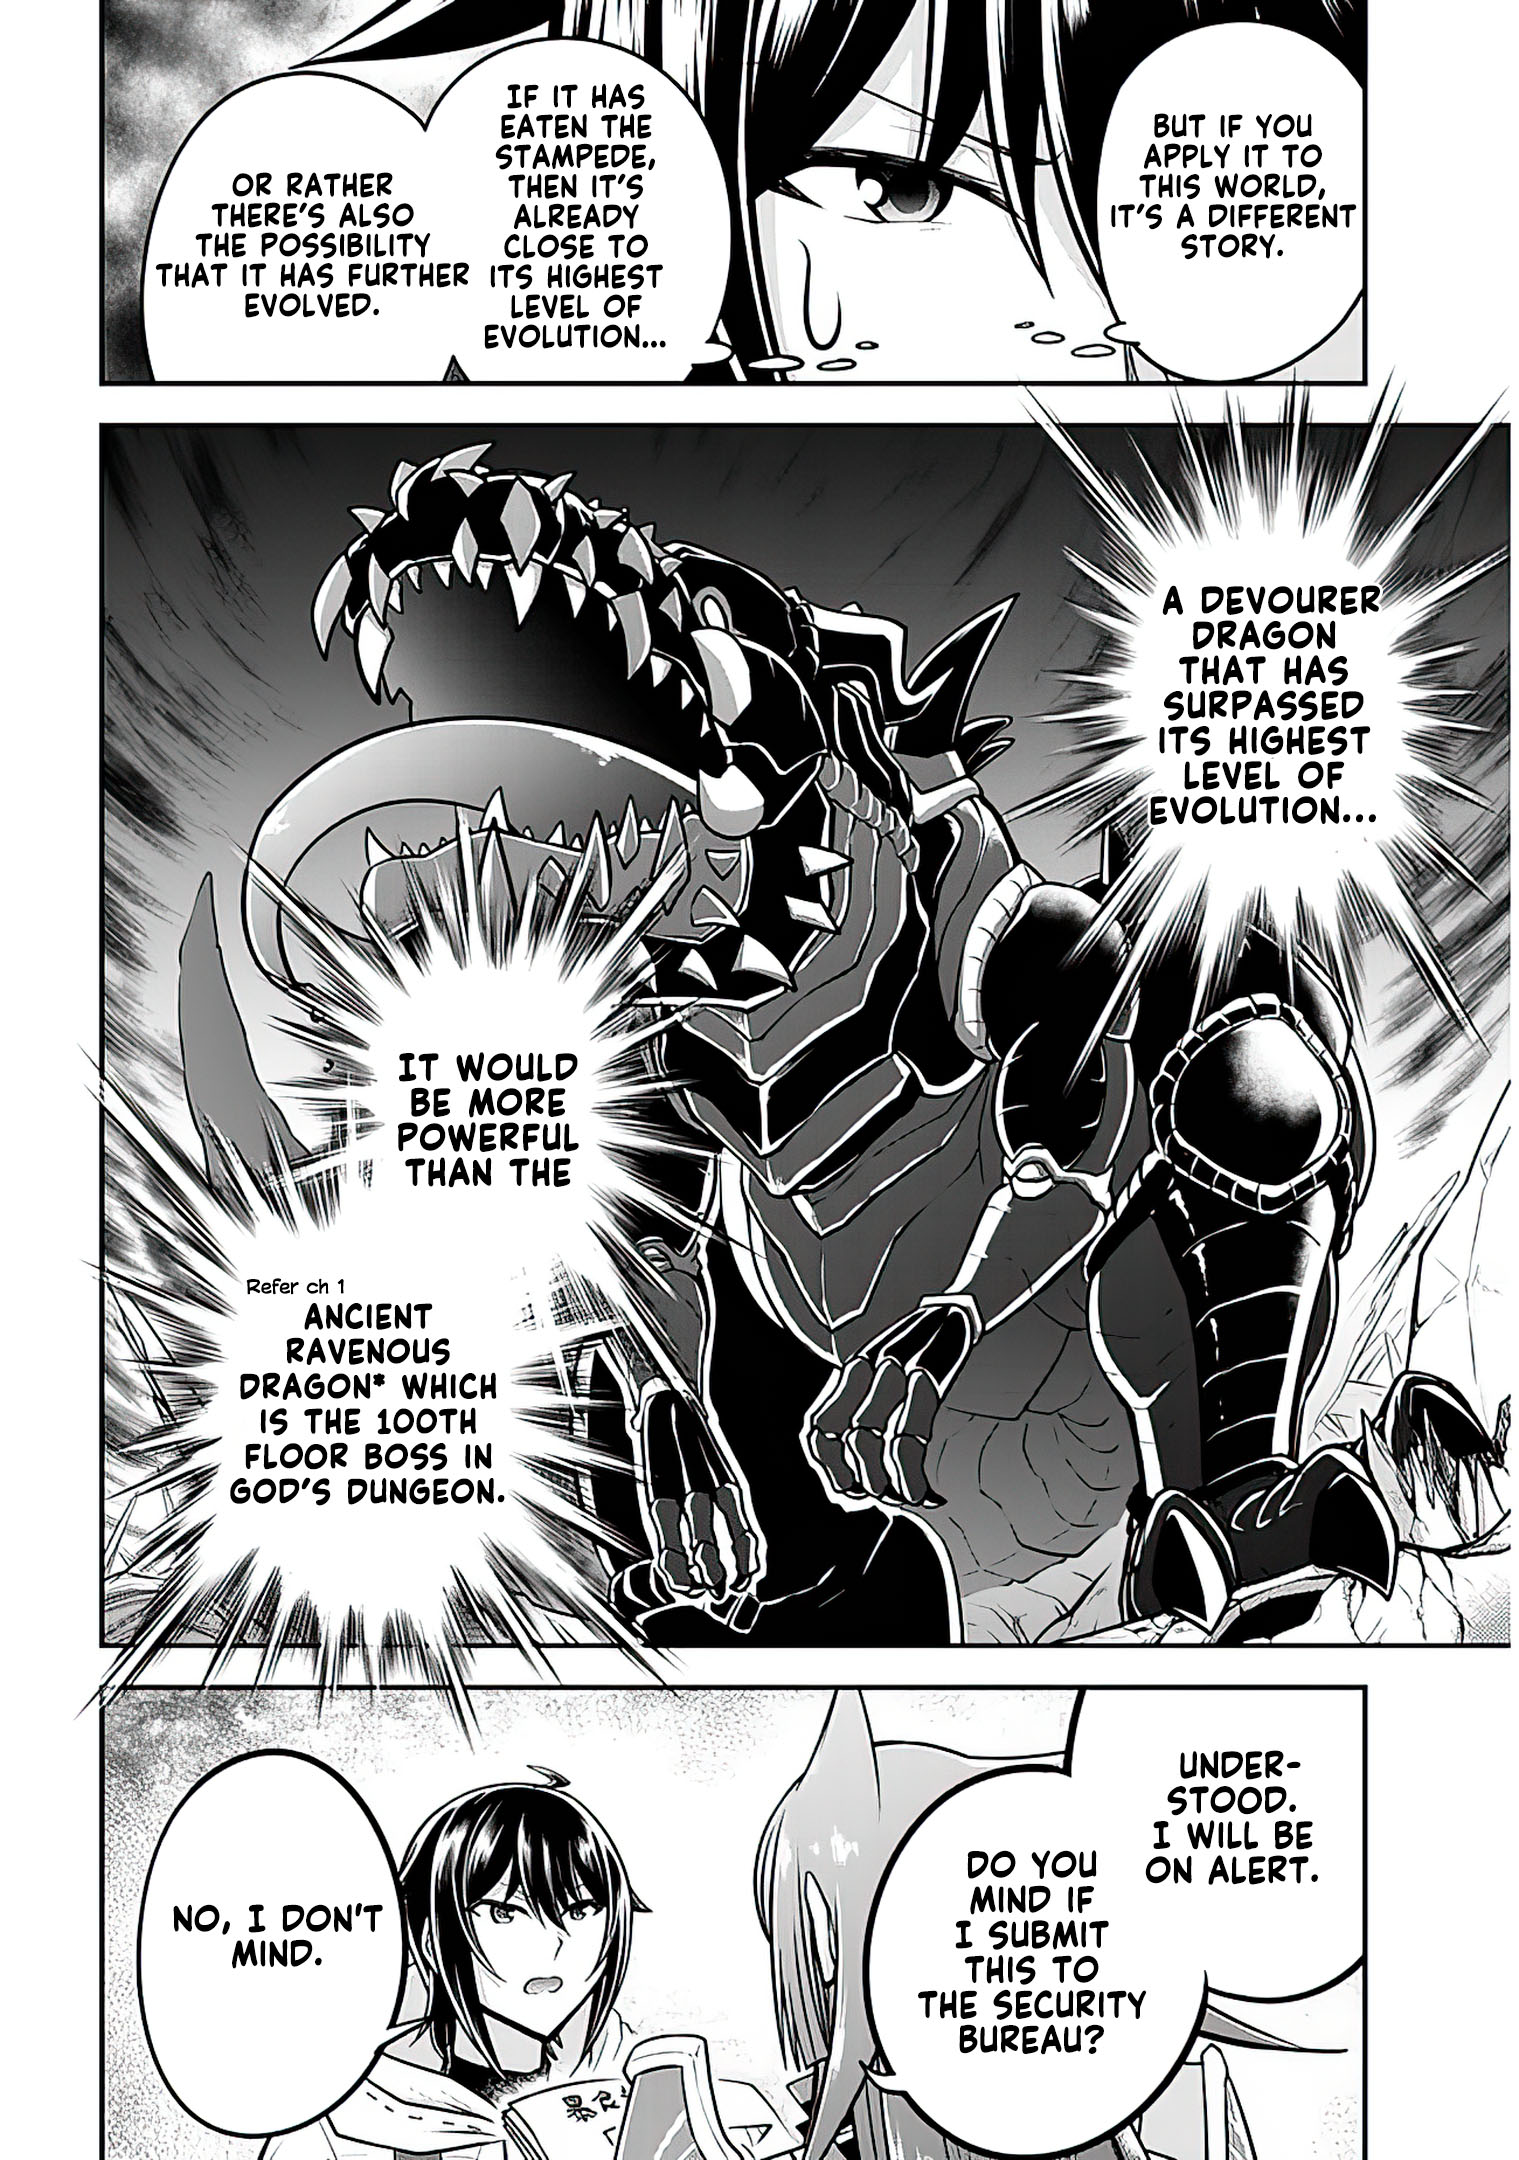 BUT IF YOU
APPLY IT TO
THIS WORLD,
IT'S A DIFFERENT
STORY.
IF IT HAS
EATEN THE
STAMPEDE,
THEN IT'S
ALREADY
CLOSE TO
ITS HIGHEST
LEVEL OF
EVOLUTION...
OR RATHER
THERE'S ALSO
THE POSSIBILITY
THAT IT HAS FURTHER
EVOLVED.
A DEVOURER
DRAGON
THAT HAS
SURPASSED
ITS HIGHEST
LEVEL OF
EVOLUTION...
IT WOULD
BE MORE
POWERFUL
THAN THE
Refer ch 1
ANCIENT
RAVENOUS
DRAGON* WHICH
IS THE 100TH
FLOOR BOSS IN
GOD'S DUNGEON.
UNDER-
STOOD.
I WILL BE
ON ALERT.
DO YOU
MIND IF
I SUBMIT
THIS TO
THE SECURITY
BUREAU?
NO, I DON'T
MIND.
暴食